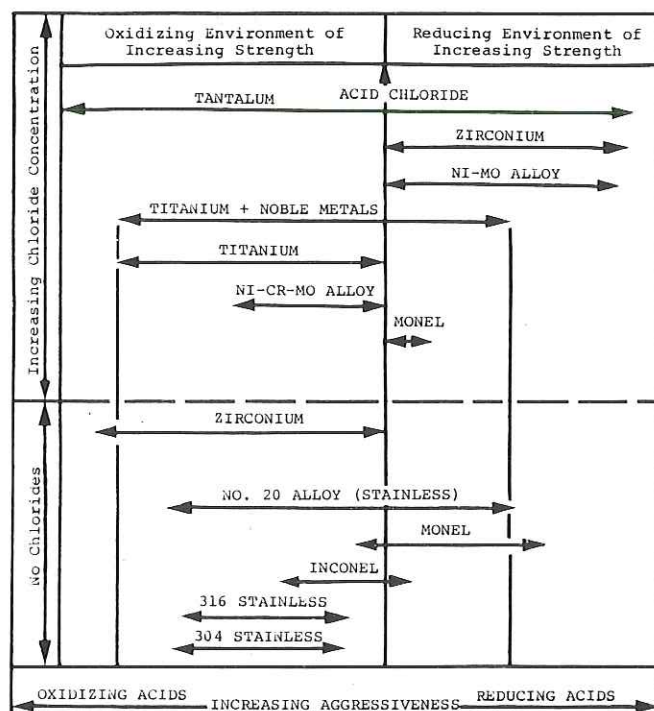 Oxidizing Environment of
Increasing Strength
Reducing Environment of
Increasing Strength
Increasing Chloride Concentration
TANTALUM
ACID CHLORIDE
ZIRCONIUM
NI-MO ALLOY
TITANIUM + NOBLE METALS
TITANIUM
NI-CR-MO ALLOY
MONEL
No Chlorides
ZIRCONIUM
NO. 20 ALLOY (STAINLESS)
MONEL
INCONEL
316 STAINLESS
304 STAINLESS
OXIDIZING ACIDS
INCREASING AGGRESSIVENESS
REDUCING ACIDS